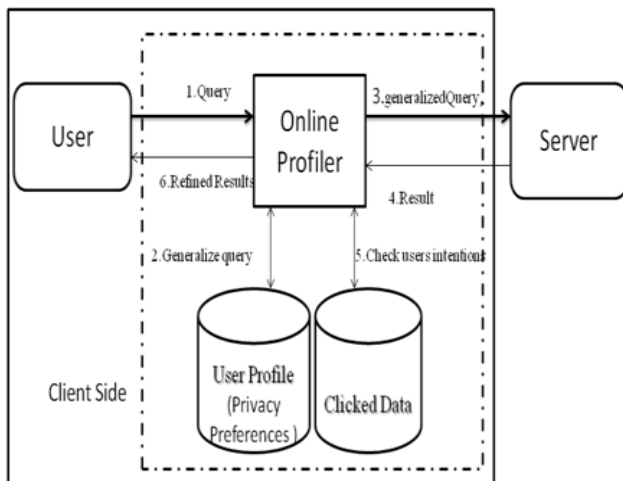 1.Query
3.generalizedQuery
User
Online
Profiler
Server
6.Refined Results
4.Result
2.Generalize query
5.Check users intentions
User Profile
(Privacy
Preferences )
Clicked Data
Client Side